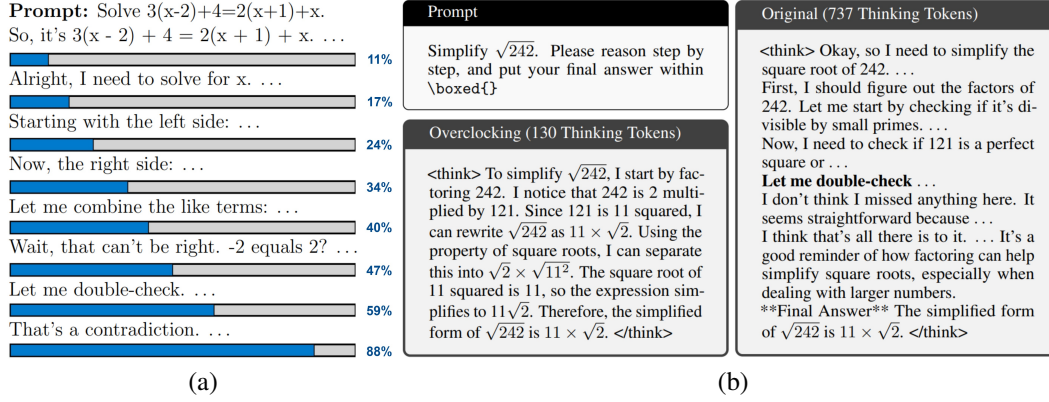 Prompt: Solve 3(x-2)+4=2(x+1)+x.
So, it's 3(x - 2) + 4 = 2(x + 1) + x. ...
11%
Alright, I need to solve for x. ...
17%
Starting with the left side: ...
24%
Now, the right side: ...
34%
Let me combine the like terms: ...
40%
Wait, that can't be right. -2 equals 2? ...
47%
Let me double-check. ...
59%
That's a contradiction. ...
88%
(a)
Prompt
Simplify √242. Please reason step by
step, and put your final answer within
\boxed{}
Overclocking (130 Thinking Tokens)
<think> To simplify √242, I start by fac-
toring 242. I notice that 242 is 2 multi-
plied by 121. Since 121 is 11 squared, I
can rewrite √242 as 11 × √2. Using the
property of square roots, I can separate
this into √2 × √11². The square root of
11 squared is 11, so the expression sim-
plifies to 11√2. Therefore, the simplified
form of √242 is 11 × √2. </think>
Original (737 Thinking Tokens)
<think> Okay, so I need to simplify the
square root of 242. ...
First, I should figure out the factors of
242. Let me start by checking if it's di-
visible by small primes. ...
Now, I need to check if 121 is a perfect
square or ...
Let me double-check ...
I don't think I missed anything here. It
seems straightforward because ...
I think that's all there is to it. ... It's a
good reminder of how factoring can help
simplify square roots, especially when
dealing with larger numbers.
**Final Answer** The simplified form
of √242 is 11 × √2. </think>
(b)